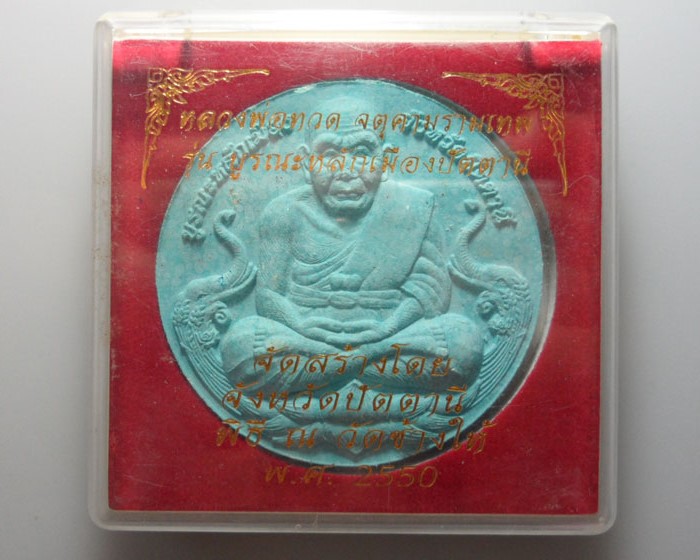 หลวงพ่อทวด จตุคามรามเทพ
รุ่น บูรณะหลักเมืองปัตตานี
จัดสร้างโดย
จังหวัดปัตตานี
พิธี ณ วัดช้างให้
พ.ศ. 2550